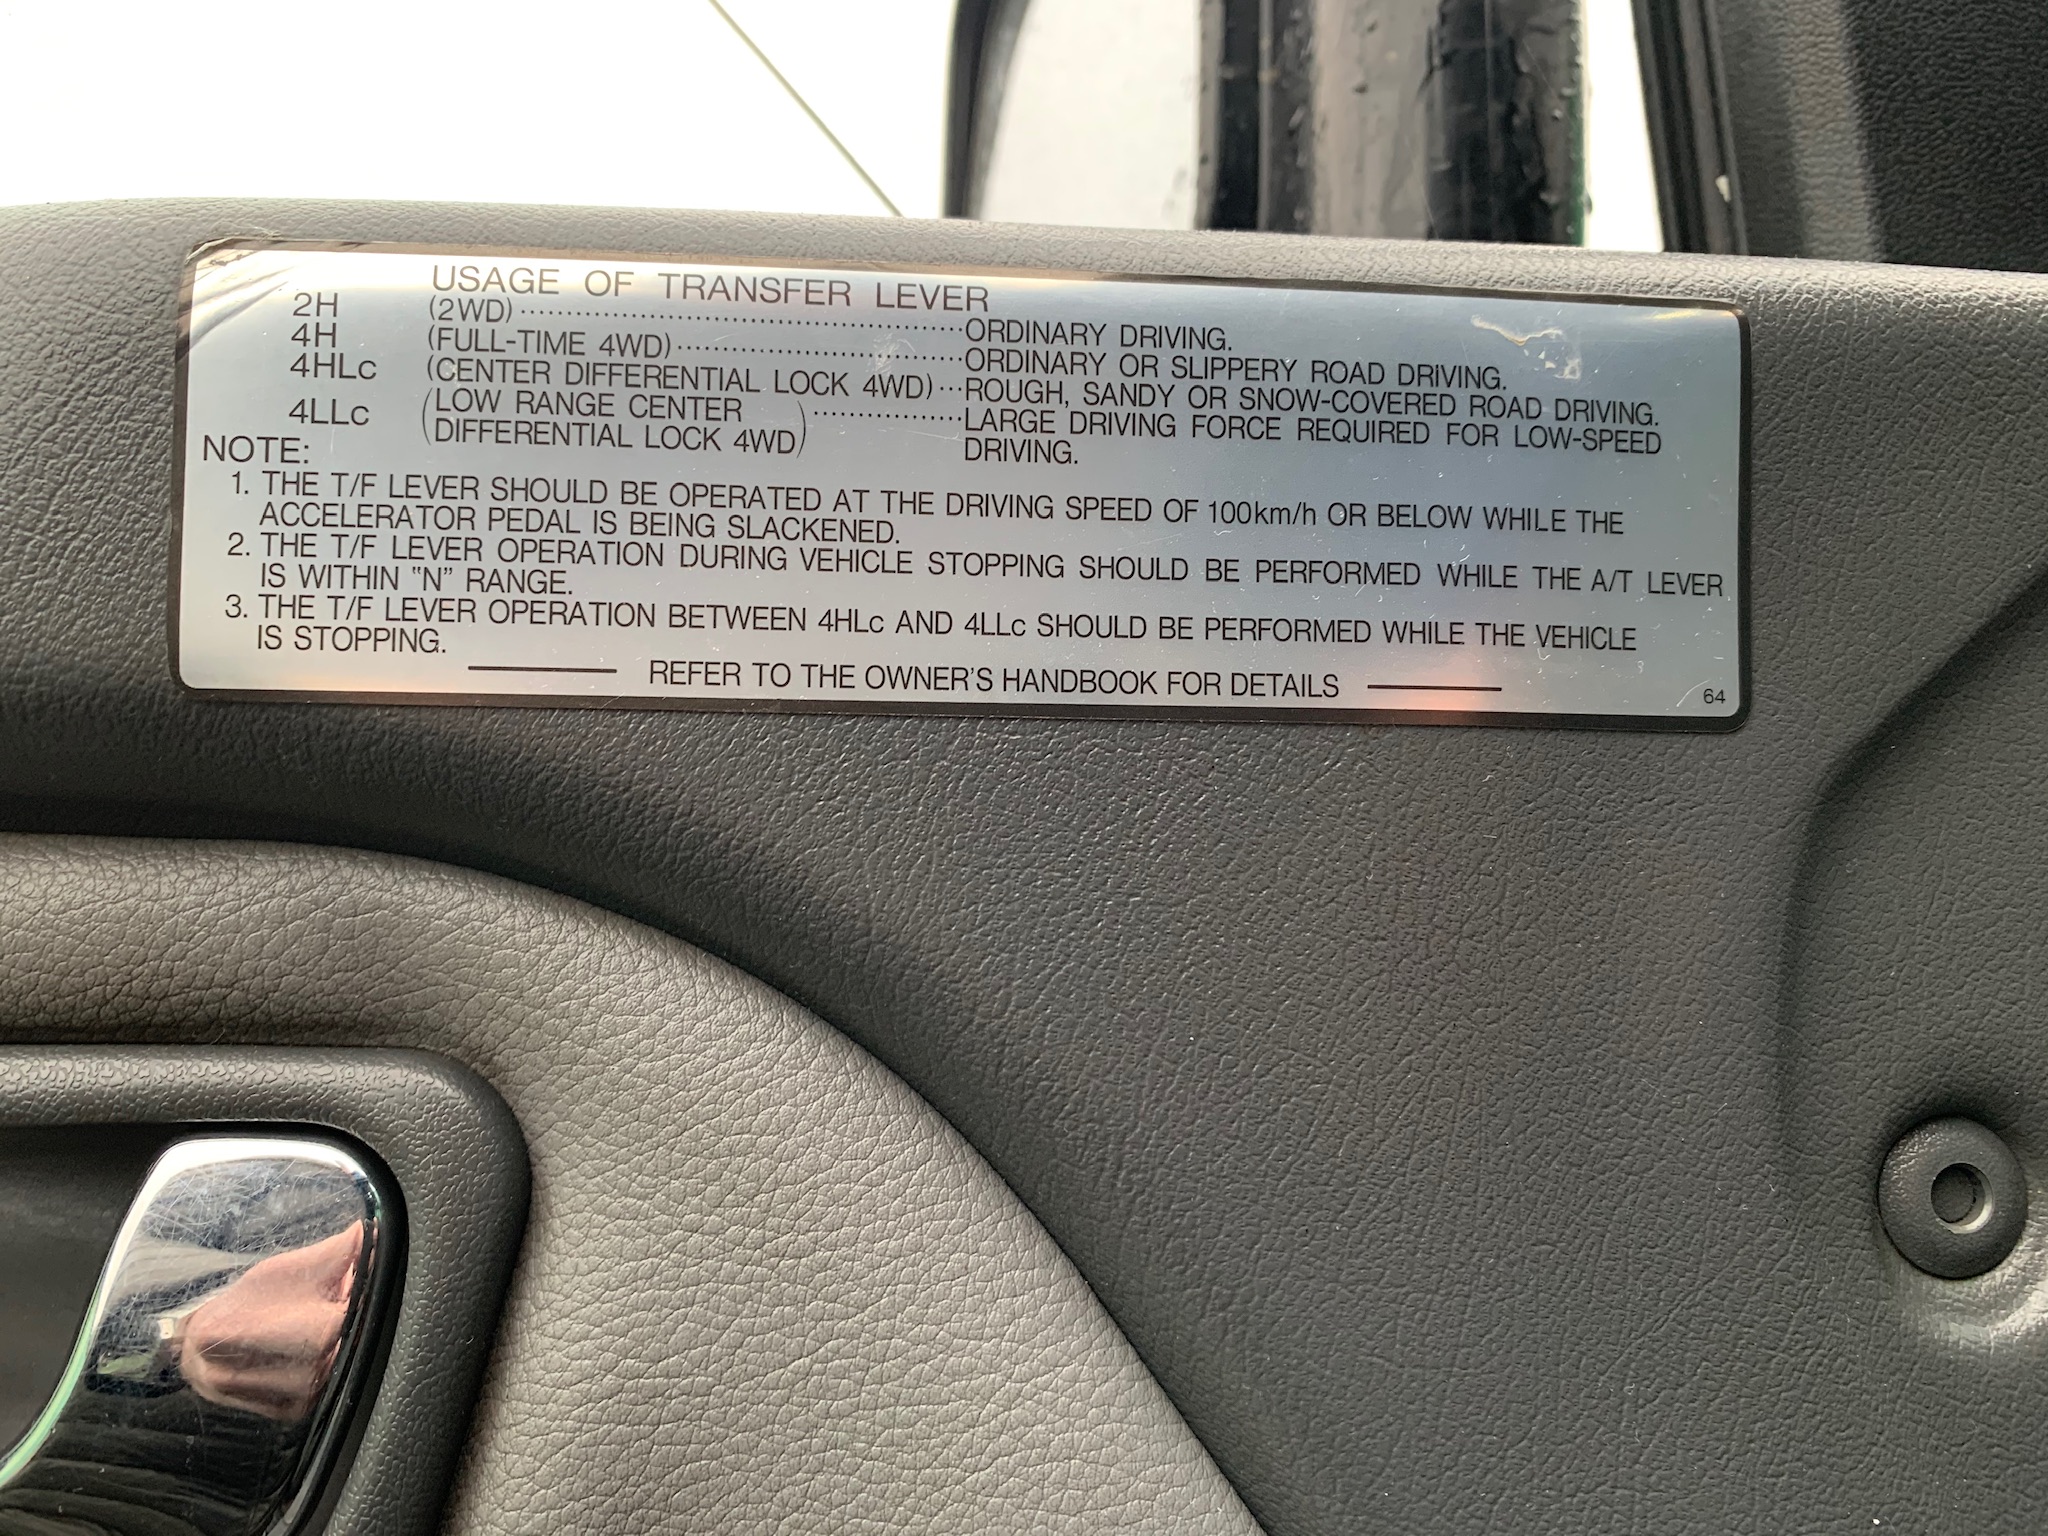 USAGE OF TRANSFER LEVER
2H (2WD) ORDINARY DRIVING.
4H (FULL-TIME 4WD) ORDINARY OR SLIPPERY ROAD DRIVING.
4HLc (CENTER DIFFERENTIAL LOCK 4WD) ROUGH, SANDY OR SNOW-COVERED ROAD DRIVING.
4LLc (LOW RANGE CENTER LARGE DRIVING FORCE REQUIRED FOR LOW-SPEED
DIFFERENTIAL LOCK 4WD) DRIVING.
NOTE:
1. THE T/F LEVER SHOULD BE OPERATED AT THE DRIVING SPEED OF 100km/h OR BELOW WHILE THE
ACCELERATOR PEDAL IS BEING SLACKENED.
2. THE T/F LEVER OPERATION DURING VEHICLE STOPPING SHOULD BE PERFORMED WHILE THE A/T LEVER
IS WITHIN "N" RANGE.
3. THE T/F LEVER OPERATION BETWEEN 4HLc AND 4LLc SHOULD BE PERFORMED WHILE THE VEHICLE
IS STOPPING.
REFER TO THE OWNER'S HANDBOOK FOR DETAILS
64